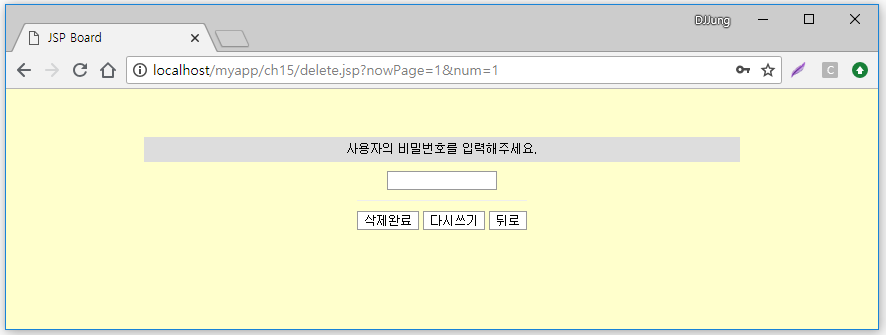 DJJung
JSP Board
localhost/myapp/ch15/delete.jsp?nowPage=1&num=1
C
사용자의 비밀번호를 입력해주세요.
삭제완료 다시쓰기 뒤로